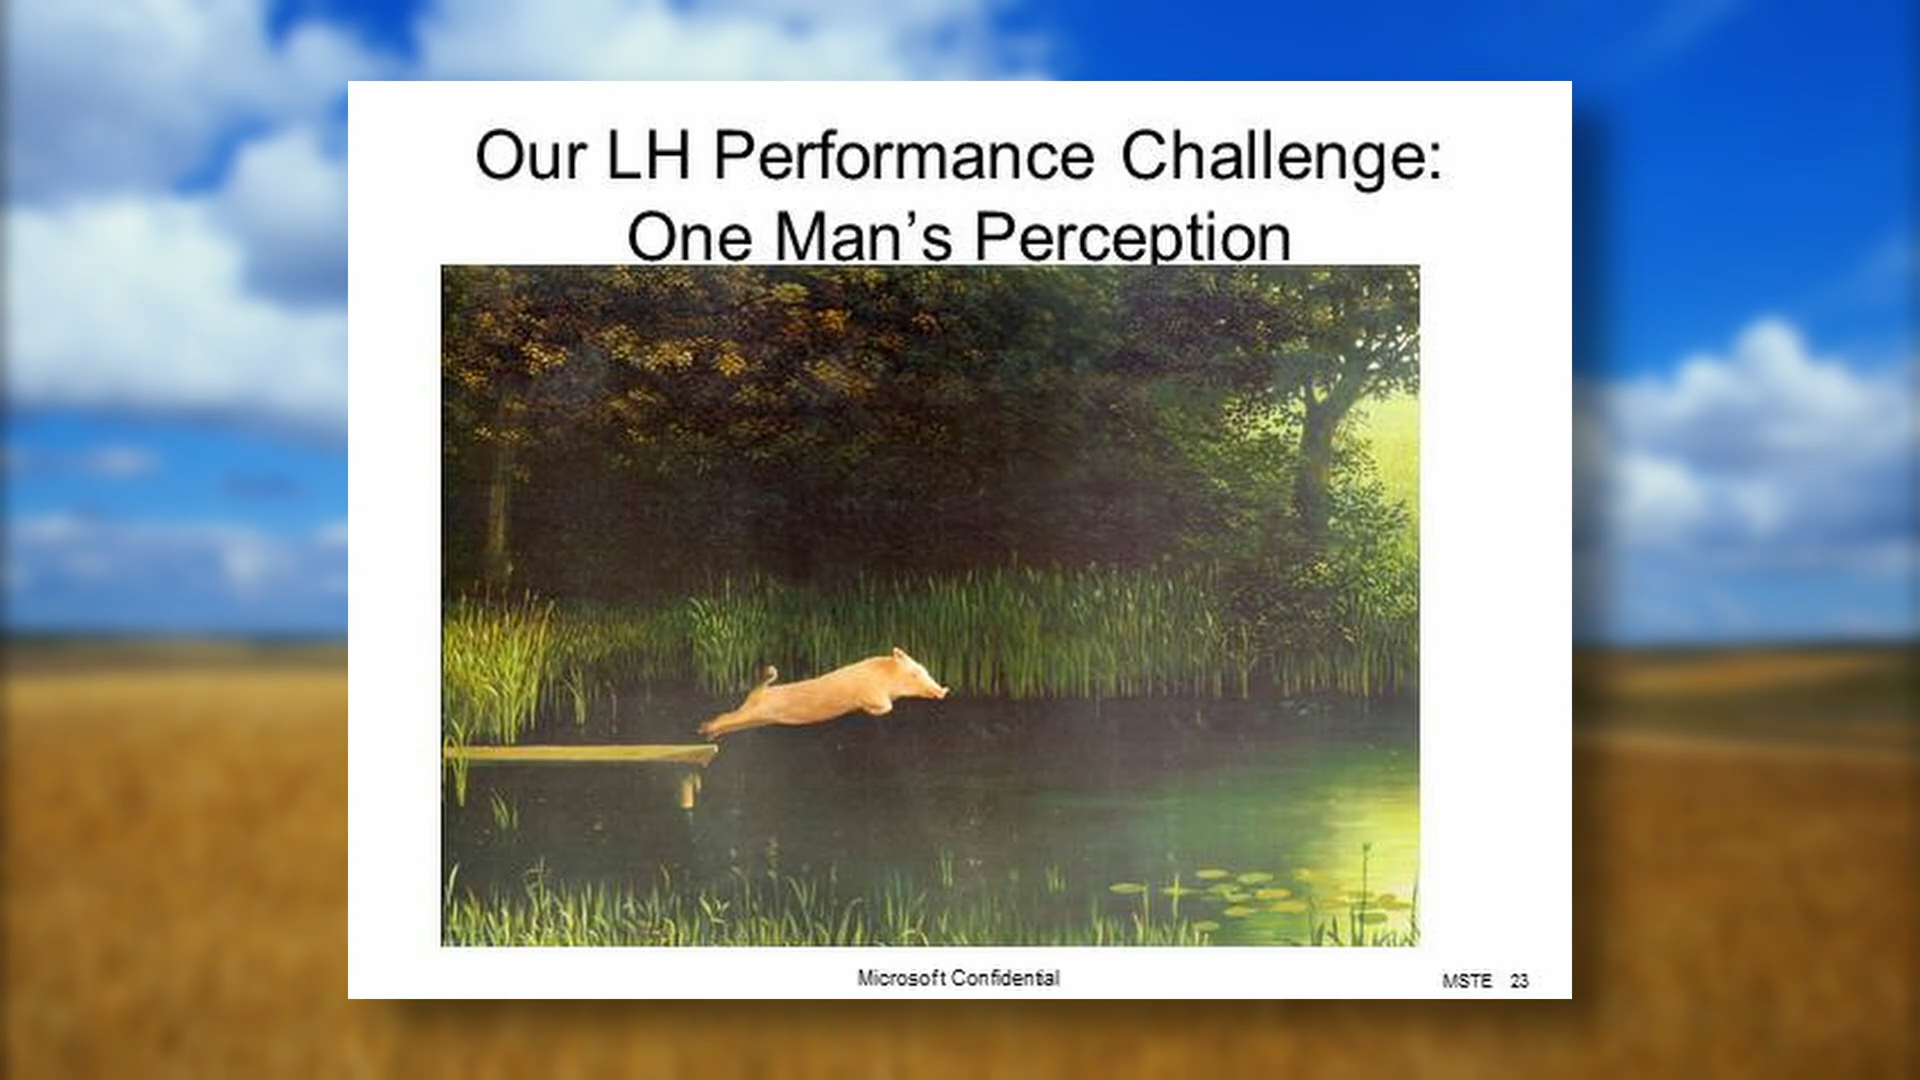 Our LH Performance Challenge:
One Man’s Perception
Microsoft Confidential
MSTE 23